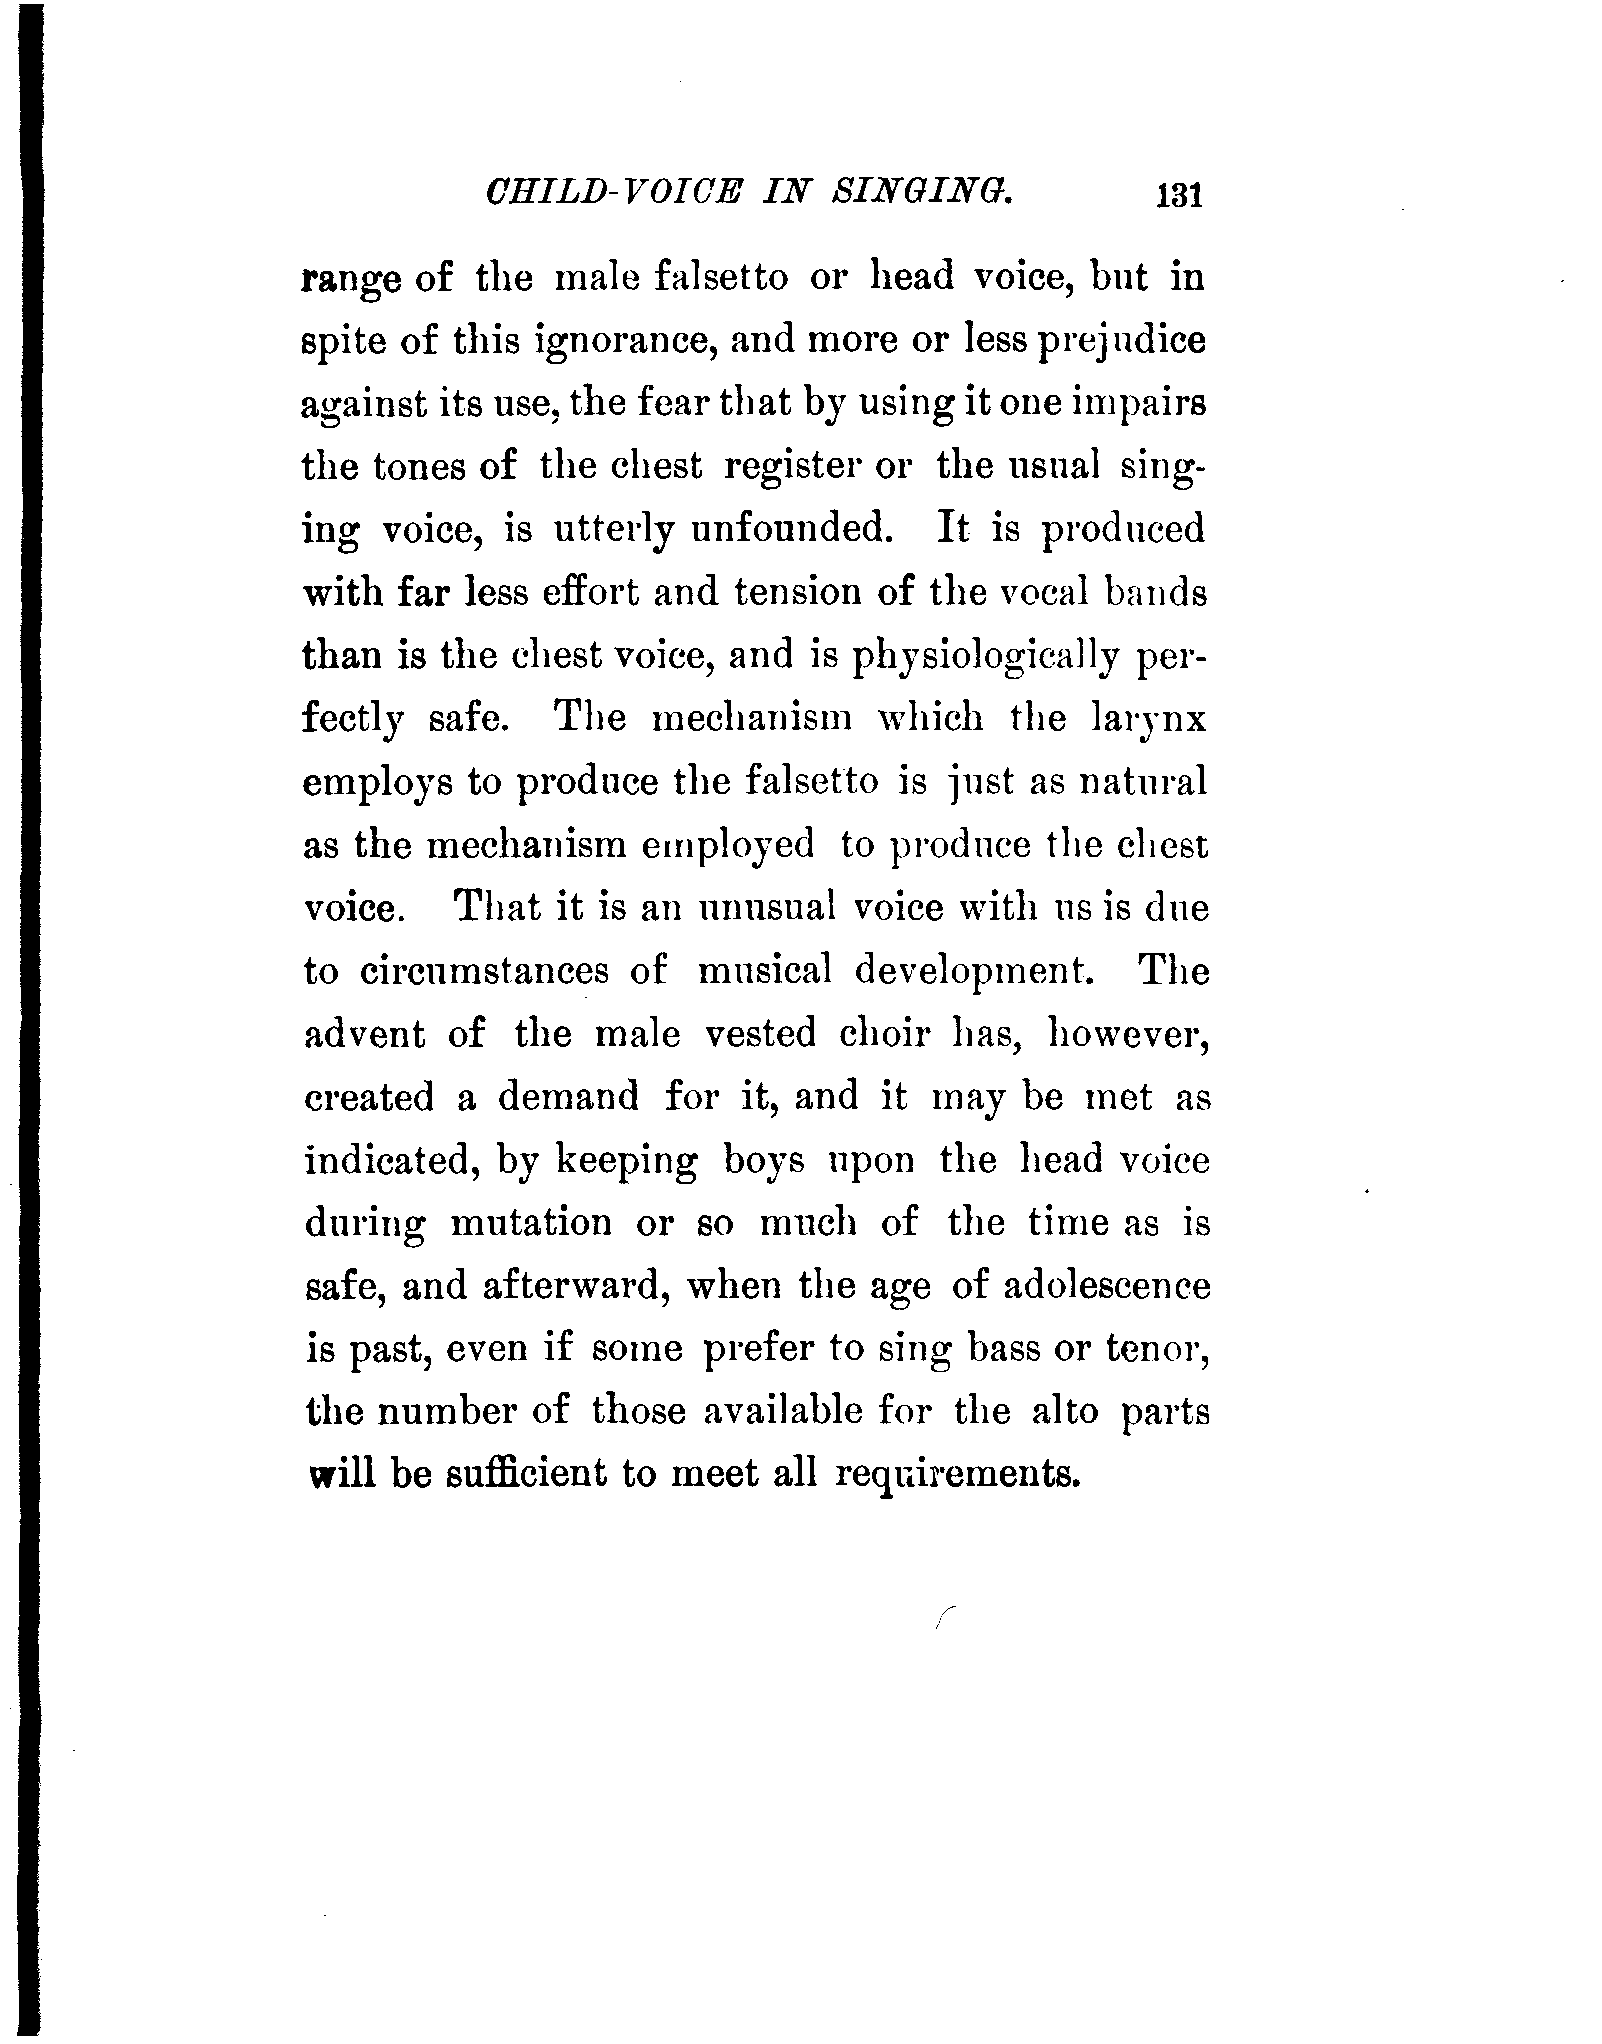 CHILD-VOICE IN SINGING. 131
range of the male falsetto or head voice, but in
spite of this ignorance, and more or less prejudice
against its use, the fear that by using it one impairs
the tones of the chest register or the usual sing-
ing voice, is utterly unfounded. It is produced
with far less effort and tension of the vocal bands
than is the chest voice, and is physiologically per-
fectly safe. The mechanism which the larynx
employs to produce the falsetto is just as natural
as the mechanism employed to produce the chest
voice. That it is an unusual voice with us is due
to circumstances of musical development. The
advent of the male vested choir has, however,
created a demand for it, and it may be met as
indicated, by keeping boys upon the head voice
during mutation or so much of the time as is
safe, and afterward, when the age of adolescence
is past, even if some prefer to sing bass or tenor,
the number of those available for the alto parts
will be sufficient to meet all requirements.